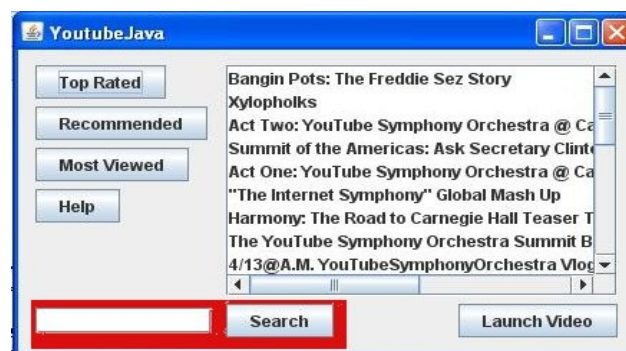 YoutubeJava
Top Rated
Recommended
Most Viewed
Help
Bangin Pots: The Freddie Sez Story
Xylopholks
Act Two: YouTube Symphony Orchestra @ Ca
Summit of the Americas: Ask Secretary Clint
Act One: YouTube Symphony Orchestra @ Ca
"The Internet Symphony" Global Mash Up
Harmony: The Road to Carnegie Hall Teaser T
The YouTube Symphony Orchestra Summit B
4/13@A.M. YouTubeSymphonyOrchestra Vlog
Search
Launch Video